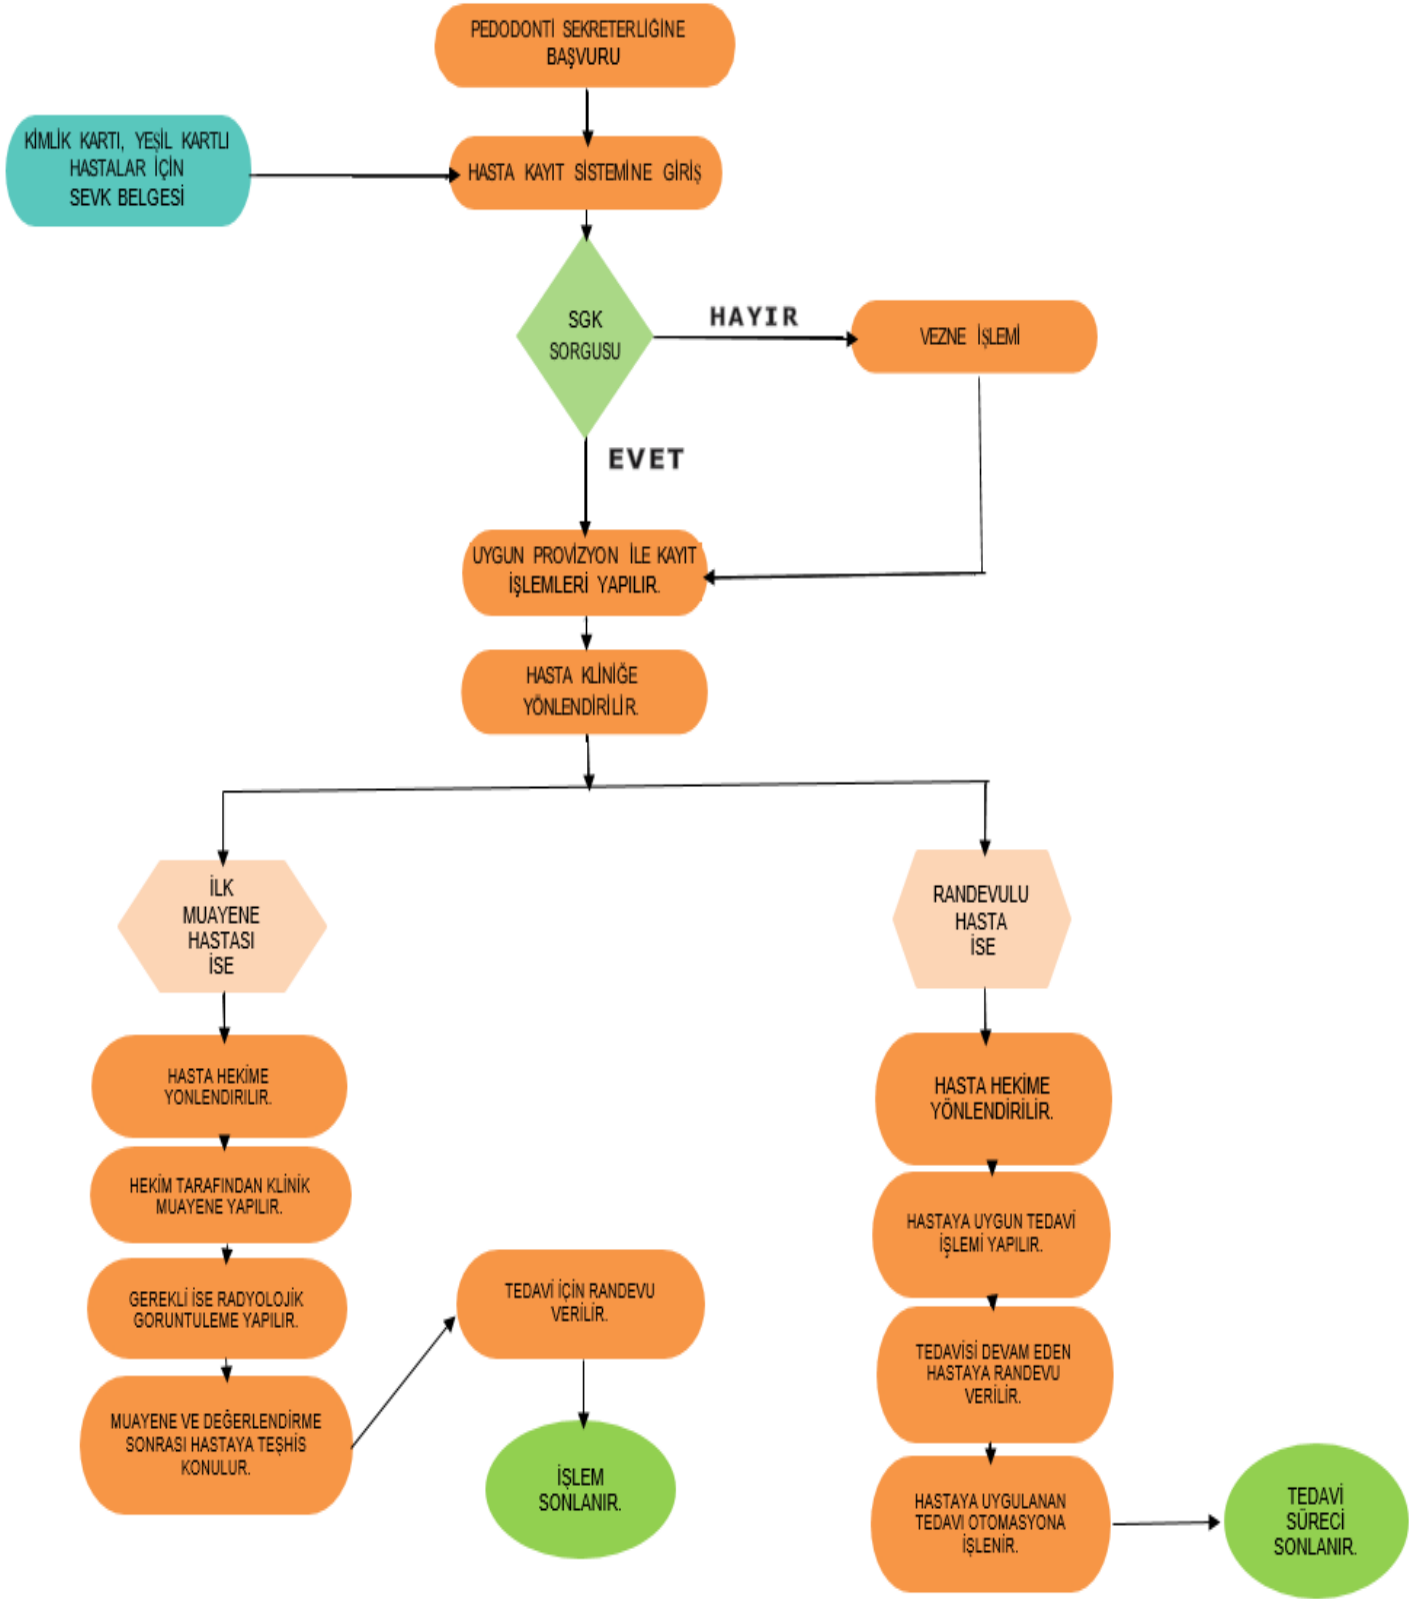 PEDODONTİ SEKRETERLİĞİNE
BAŞVURU
KİMLİK KARTI, YEŞİL KARTLI
HASTALAR İÇİN
SEVK BELGESİ
HASTA KAYIT SİSTEMİNE GİRİŞ
SGK
SORGUSU
HAYIR
VEZNE İŞLEMİ
EVET
UYGUN PROVİZYON İLE KAYIT
İŞLEMLERİ YAPILIR.
HASTA KLİNİĞE
YÖNLENDİRİLİR.
İLK
MUAYENE
HASTASI
İSE
HASTA HEKİME
YONLENDIRILIR.
HEKİM TARAFINDAN KLİNİK
MUAYENE YAPILIR.
GEREKLİ İSE RADYOLOJİK
GORUNTULEME YAPILIR.
MUAYENE VE DEĞERLENDİRME
SONRASI HASTAYA TEŞHİS
KONULUR.
TEDAVİ İÇİN RANDEVU
VERİLİR.
İŞLEM
SONLANIR.
RANDEVULU
HASTA
İSE
HASTA HEKİME
YÖNLENDİRİLİR.
HASTAYA UYGUN TEDAVİ
İŞLEMİ YAPILIR.
TEDAVİSİ DEVAM EDEN
HASTAYA RANDEVU
VERİLİR.
HASTAYA UYGULANAN
TEDAVI OTOMASYONA
İŞLENİR.
TEDAVİ
SÜRECİ
SONLANIR.